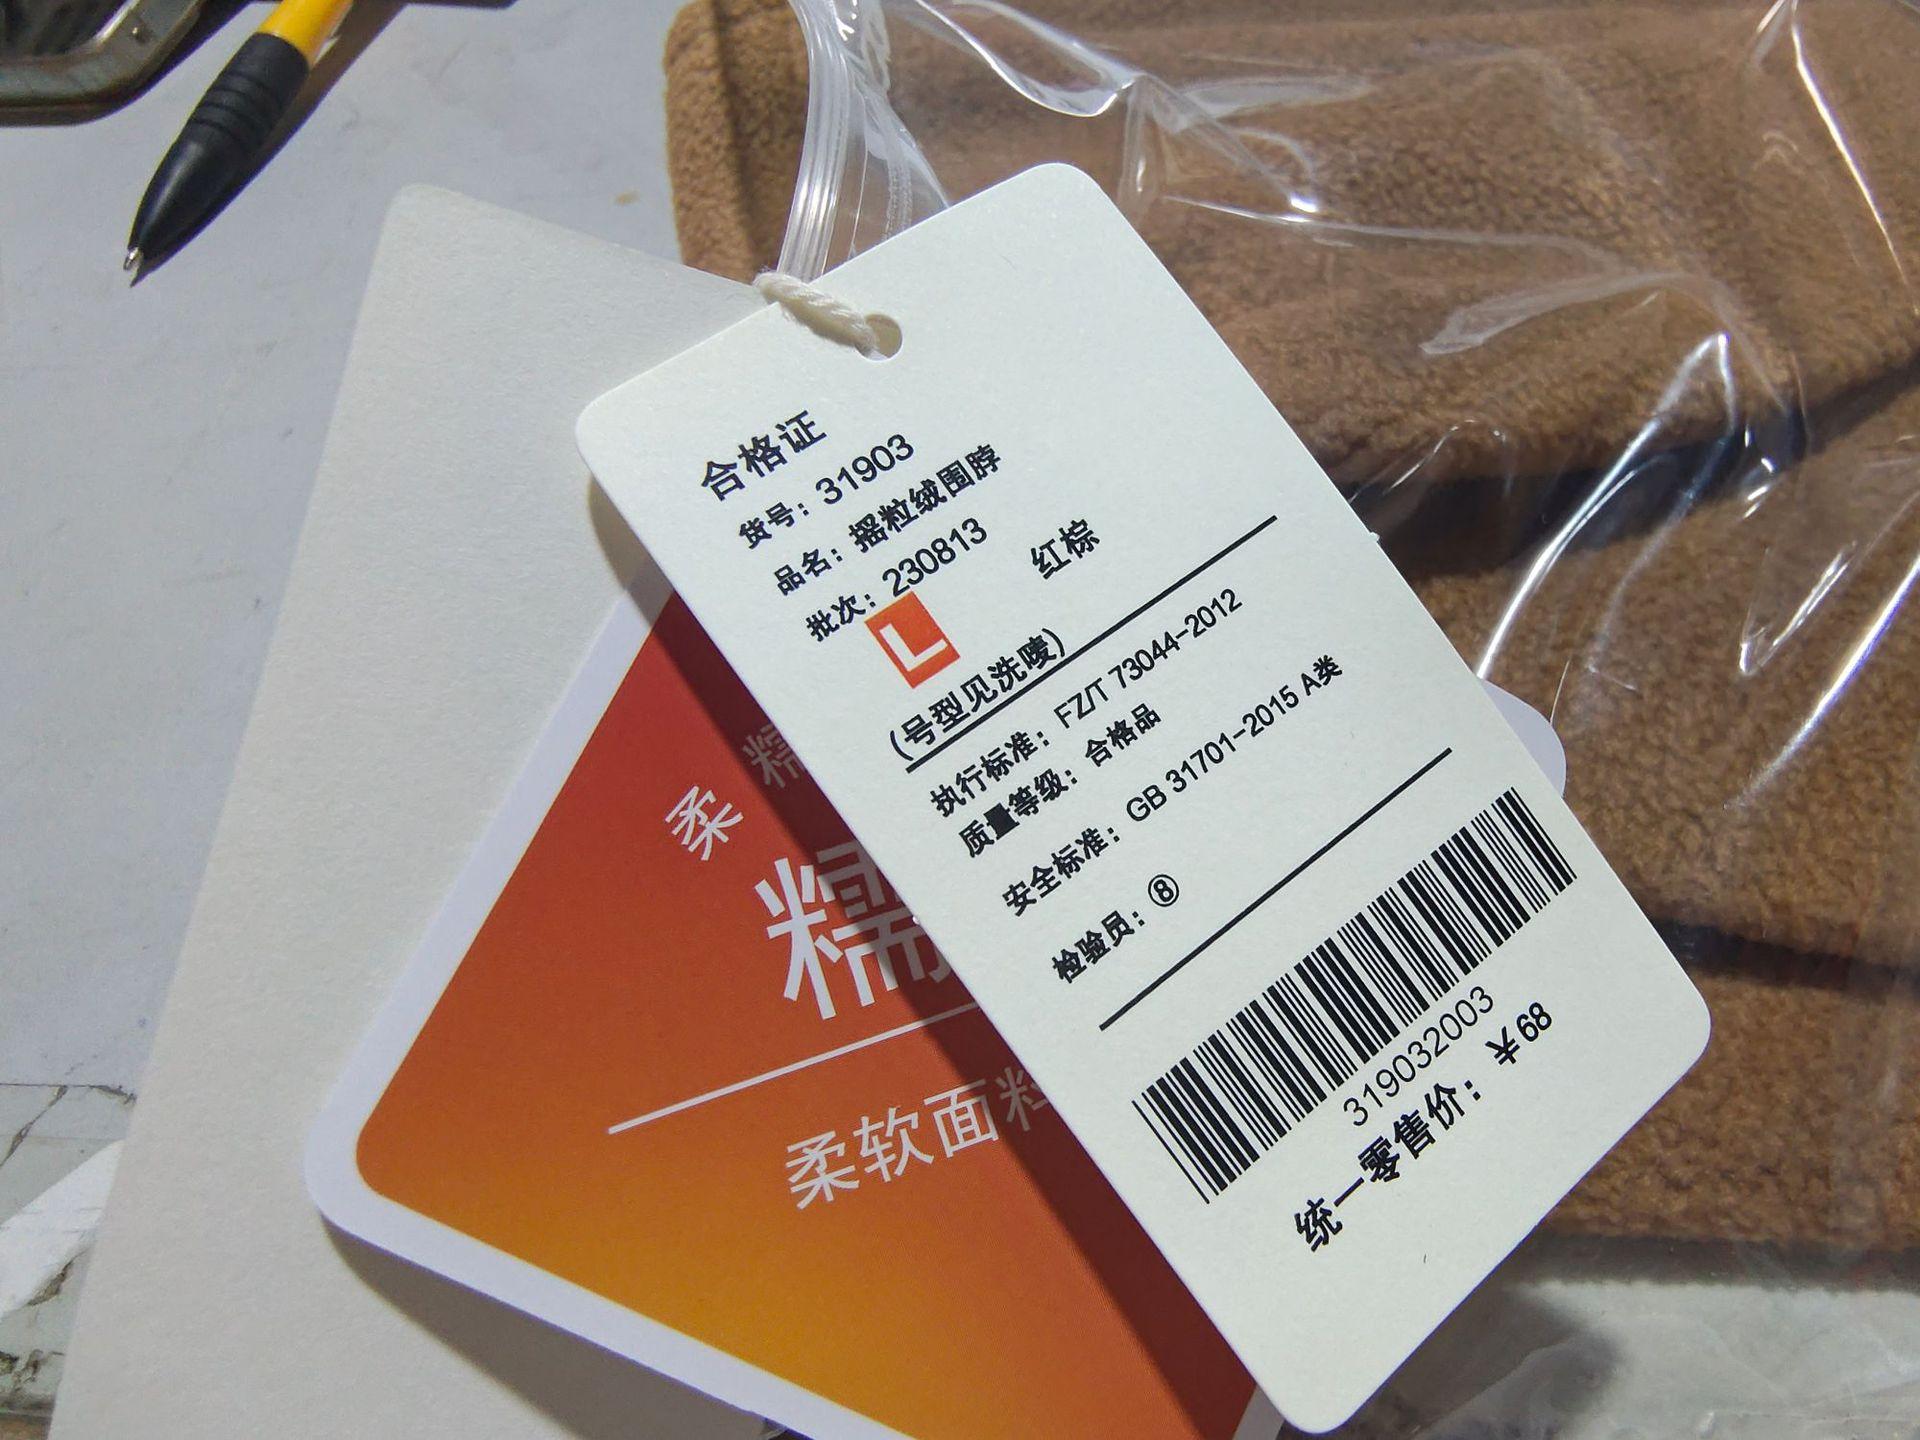 合格证
货号：31903
品名：摇粒绒围脖
批次：230813
红棕
L
（号型见洗唛）
执行标准：FZ/T 73044-2012
质量等级：合格品
安全标准：GB 31701-2015 A类
检验员：⑧
319032003
统一零售价：￥68
柔 糯
糯
柔软面料